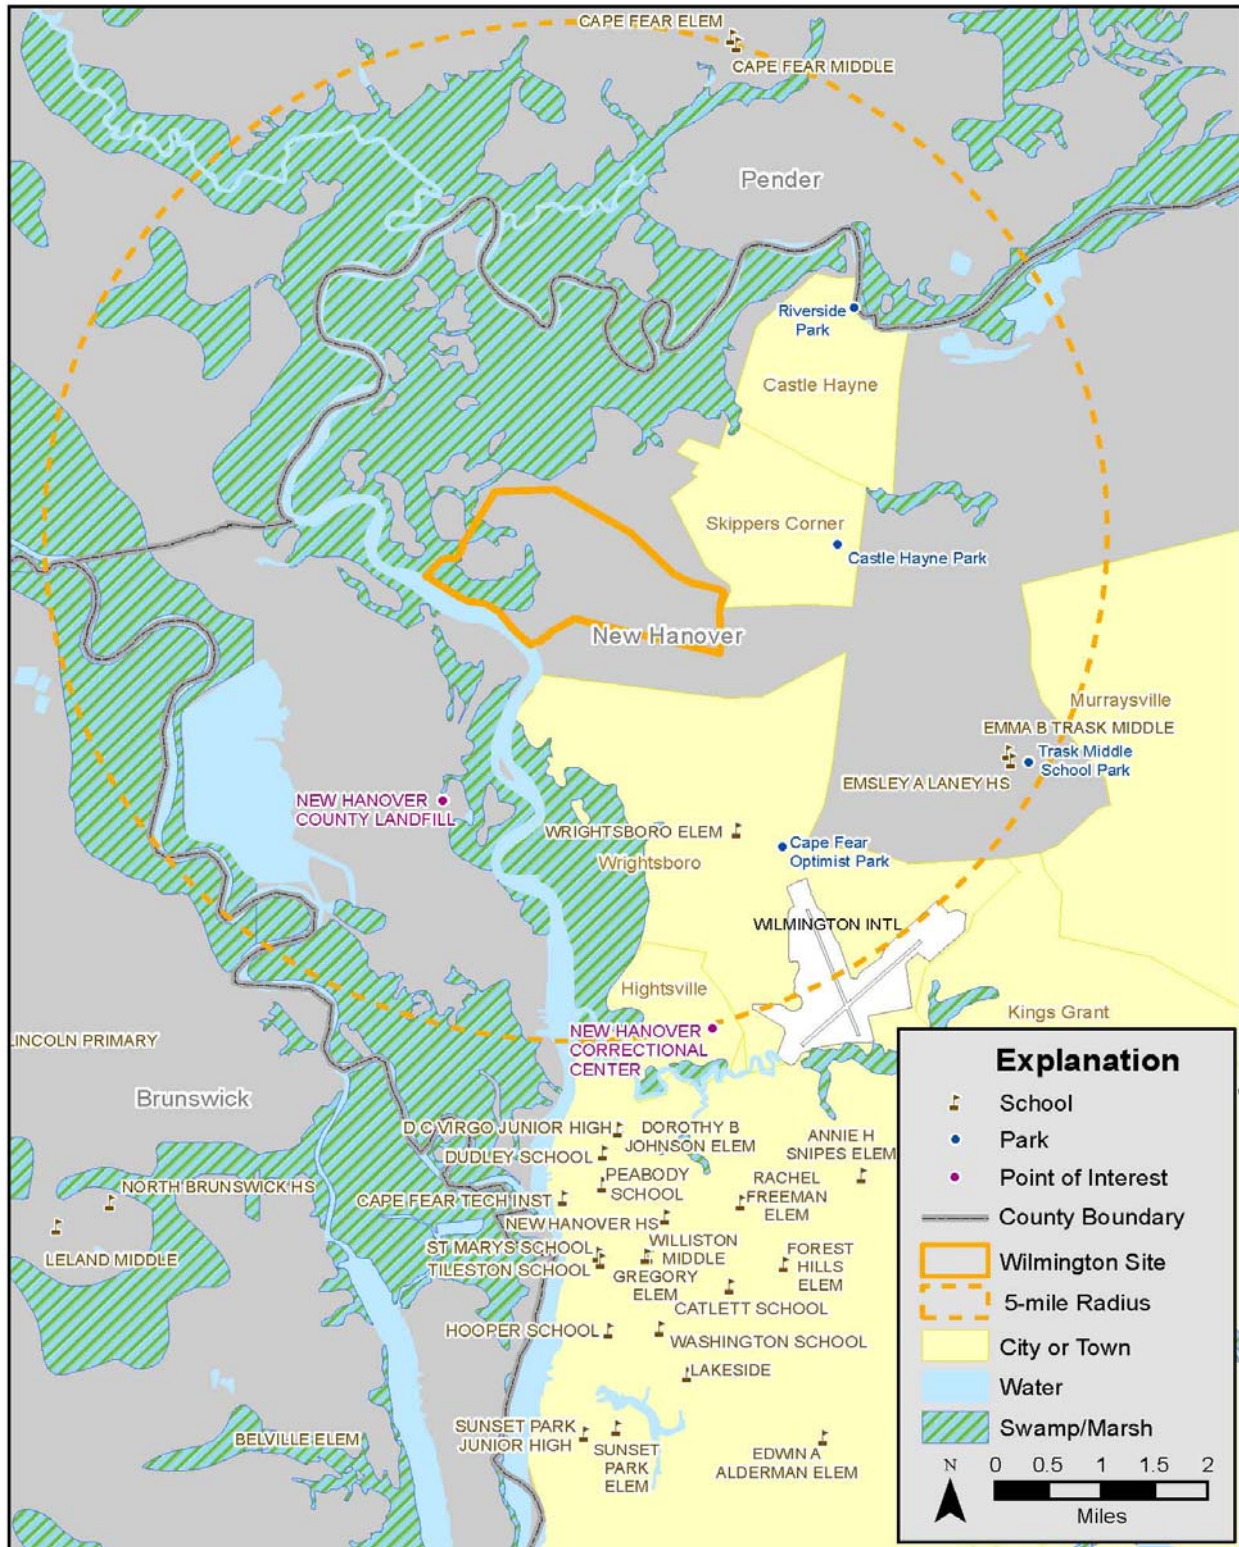 CAPE FEAR ELEM
CAPE FEAR MIDDLE
Pender
Riverside
Park
Castle Hayne
Skippers Corner
Castle Hayne Park
New Hanover
Murraysville
EMMA B TRASK MIDDLE
Trask Middle
School Park
EMSLEY A LANEY HS
NEW HANOVER
COUNTY LANDFILL
WRIGHTSBORO ELEM
Wrightsboro
Cape Fear
Optimist Park
WILMINGTON INTL
Hightsville
Kings Grant
NEW HANOVER
CORRECTIONAL
CENTER
LINCOLN PRIMARY
Brunswick
D C VIRGO JUNIOR HIGH
DOROTHY B
JOHNSON ELEM
ANNIE H
SNIPES ELEM
DUDLEY SCHOOL
PEABODY
SCHOOL
RACHEL
FREEMAN
ELEM
NORTH BRUNSWICK HS
CAPE FEAR TECH INST
NEW HANOVER HS
LELAND MIDDLE
ST MARYS SCHOOL
TILESTON SCHOOL
WILLISTON
MIDDLE
GREGORY
ELEM
FOREST
HILLS
ELEM
CATLETT SCHOOL
HOOPER SCHOOL
WASHINGTON SCHOOL
LAKESIDE
SUNSET PARK
JUNIOR HIGH
SUNSET
PARK
ELEM
BELVILLE ELEM
EDWIN A
ALDERMAN ELEM
Explanation
School
Park
Point of Interest
County Boundary
Wilmington Site
5-mile Radius
City or Town
Water
Swamp/Marsh
N
0 0.5 1 1.5 2
Miles